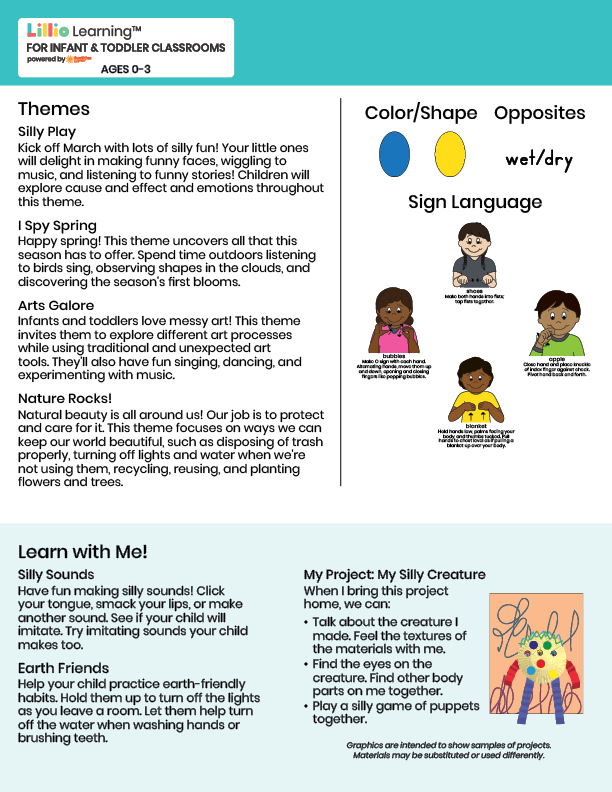 Lillio Learning™
FOR INFANT & TODDLER CLASSROOMS
powered by
AGES 0-3
Themes
Silly Play
Kick off March with lots of silly fun! Your little ones
will delight in making funny faces, wiggling to
music, and listening to funny stories! Children will
explore cause and effect and emotions throughout
this theme.
I Spy Spring
Happy spring! This theme uncovers all that this
season has to offer. Spend time outdoors listening
to birds sing, observing shapes in the clouds, and
discovering the season's first blooms.
Arts Galore
Infants and toddlers love messy art! This theme
invites them to explore different art processes
while using traditional and unexpected art
tools. They'll also have fun singing, dancing, and
experimenting with music.
Nature Rocks!
Natural beauty is all around us! Our job is to protect
and care for it. This theme focuses on ways we can
keep our world beautiful, such as disposing of trash
properly, turning off lights and water when we're
not using them, recycling, reusing, and planting
flowers and trees.
Color/Shape
Opposites
wet/dry
Sign Language
shoes
Make both hands into fists;
tap fists together.
bubbles
Make O sign with each hand.
Alternating hands, move them up
and down, opening and closing
fingers like popping bubbles.
apple
Close hand and place knuckle
of index finger against cheek.
Pivot hand back and forth.
blanket
Hold hands low, palms facing your
body, and thumbs tucked. Pull
hands to chest level as if pulling a
blanket up over your body.
Learn with Me!
Silly Sounds
Have fun making silly sounds! Click
your tongue, smack your lips, or make
another sound. See if your child will
imitate. Try imitating sounds your child
makes too.
Earth Friends
Help your child practice earth-friendly
habits. Hold them up to turn off the lights
as you leave a room. Let them help turn
off the water when washing hands or
brushing teeth.
My Project: My Silly Creature
When I bring this project
home, we can:
• Talk about the creature I
made. Feel the textures of
the materials with me.
• Find the eyes on the
creature. Find other body
parts on me together.
• Play a silly game of puppets
together.
Graphics are intended to show samples of projects.
Materials may be substituted or used differently.